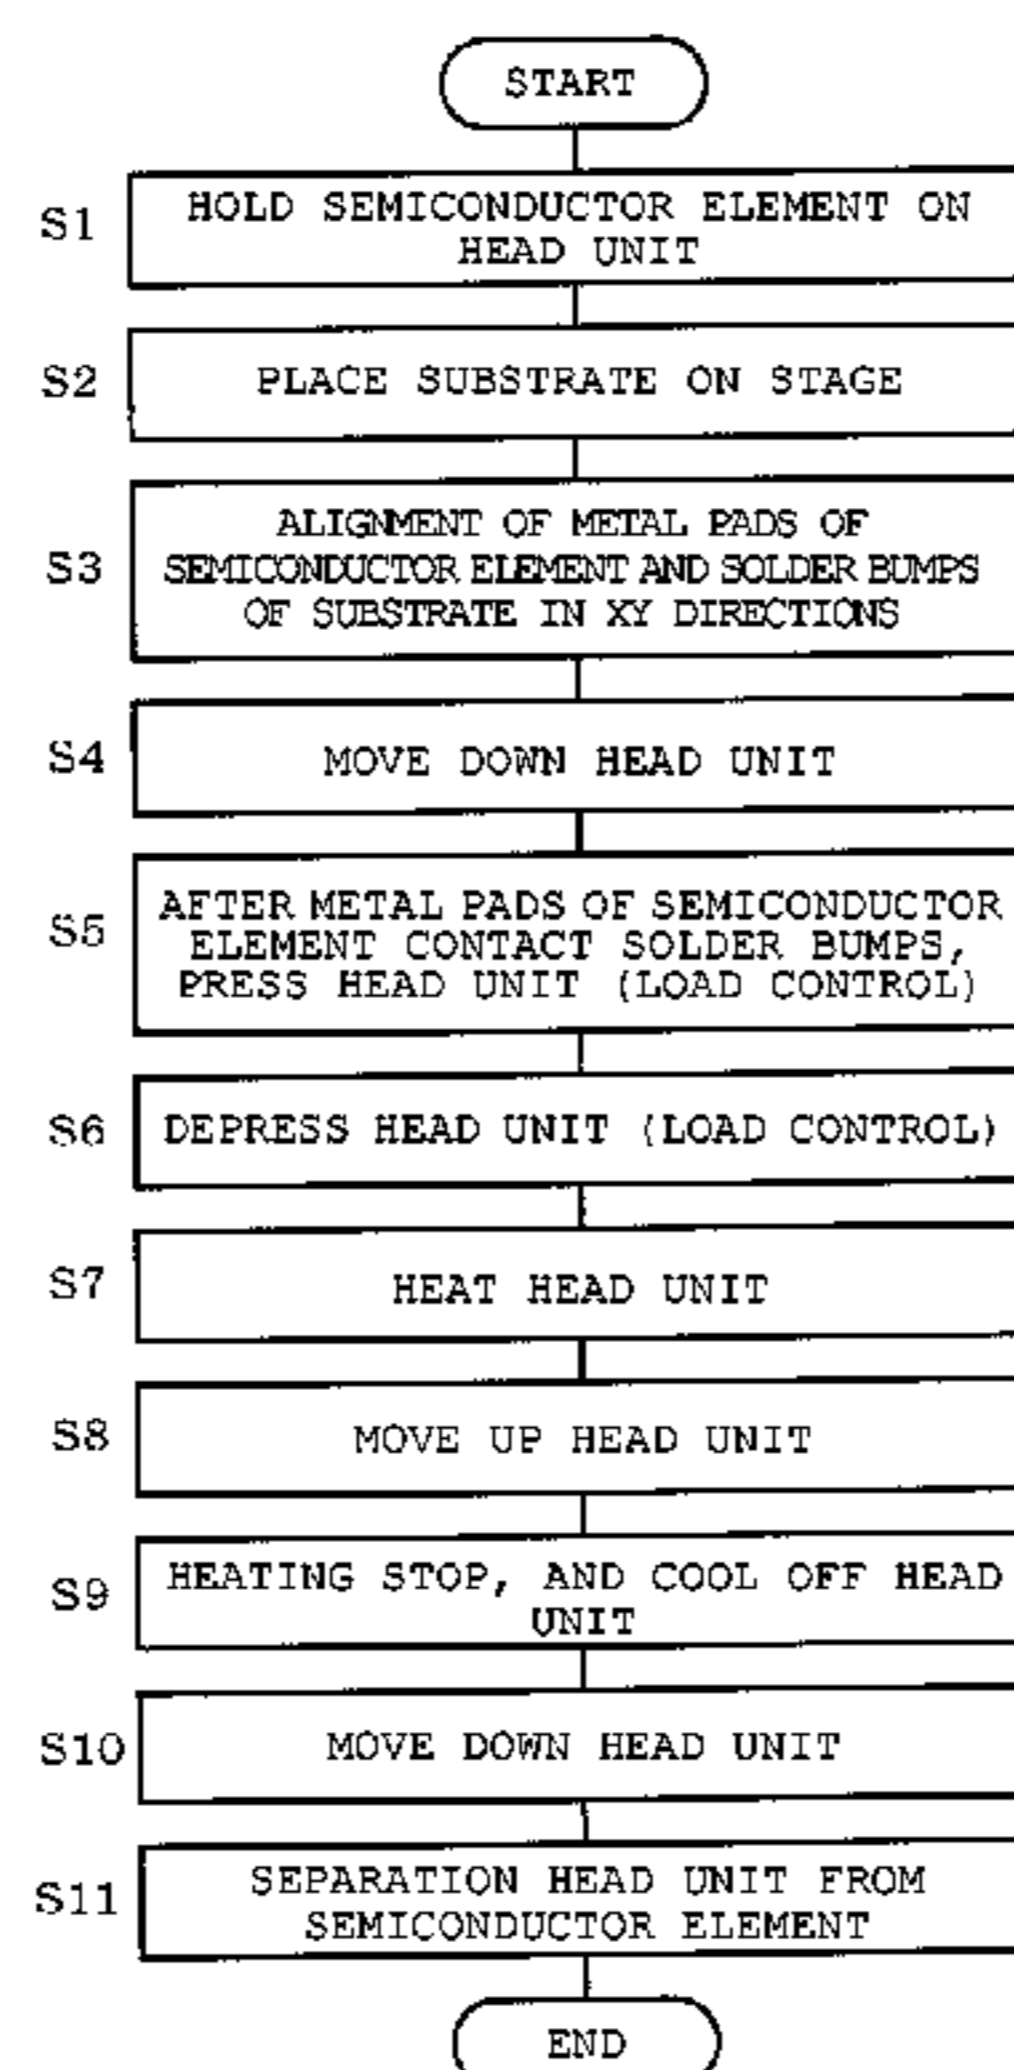 START
S1
HOLD SEMICONDUCTOR ELEMENT ON
HEAD UNIT
S2
PLACE SUBSTRATE ON STAGE
S3
ALIGNMENT OF METAL PADS OF
SEMICONDUCTOR ELEMENT AND SOLDER BUMPS
OF SUBSTRATE IN XY DIRECTIONS
S4
MOVE DOWN HEAD UNIT
S5
AFTER METAL PADS OF SEMICONDUCTOR
ELEMENT CONTACT SOLDER BUMPS,
PRESS HEAD UNIT (LOAD CONTROL)
S6
DEPRESS HEAD UNIT (LOAD CONTROL)
S7
HEAT HEAD UNIT
S8
MOVE UP HEAD UNIT
S9
HEATING STOP, AND COOL OFF HEAD
UNIT
S10
MOVE DOWN HEAD UNIT
S11
SEPARATION HEAD UNIT FROM
SEMICONDUCTOR ELEMENT
END